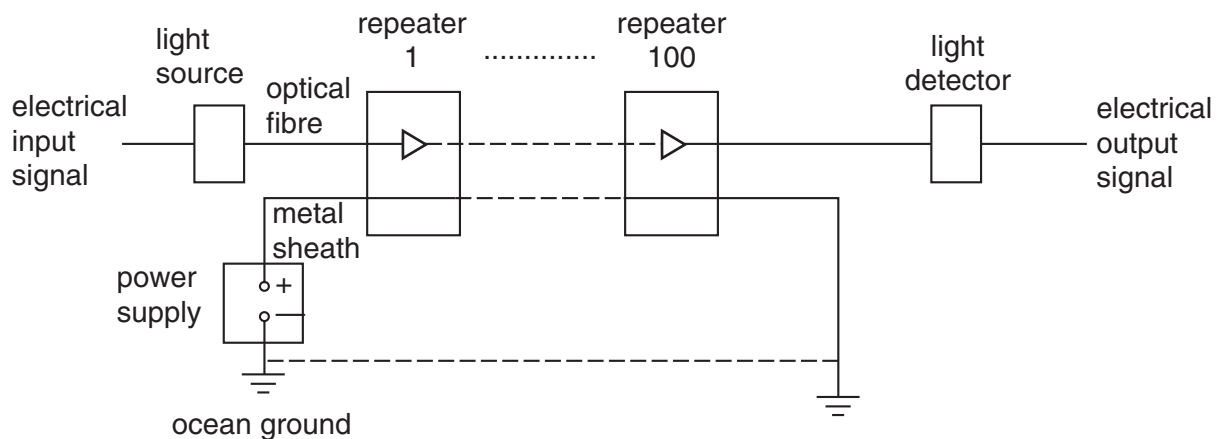 electrical
input
signal
light
source
optical
fibre
repeater
1
repeater
100
light
detector
electrical
output
signal
metal
sheath
power
supply
+
−
ocean ground